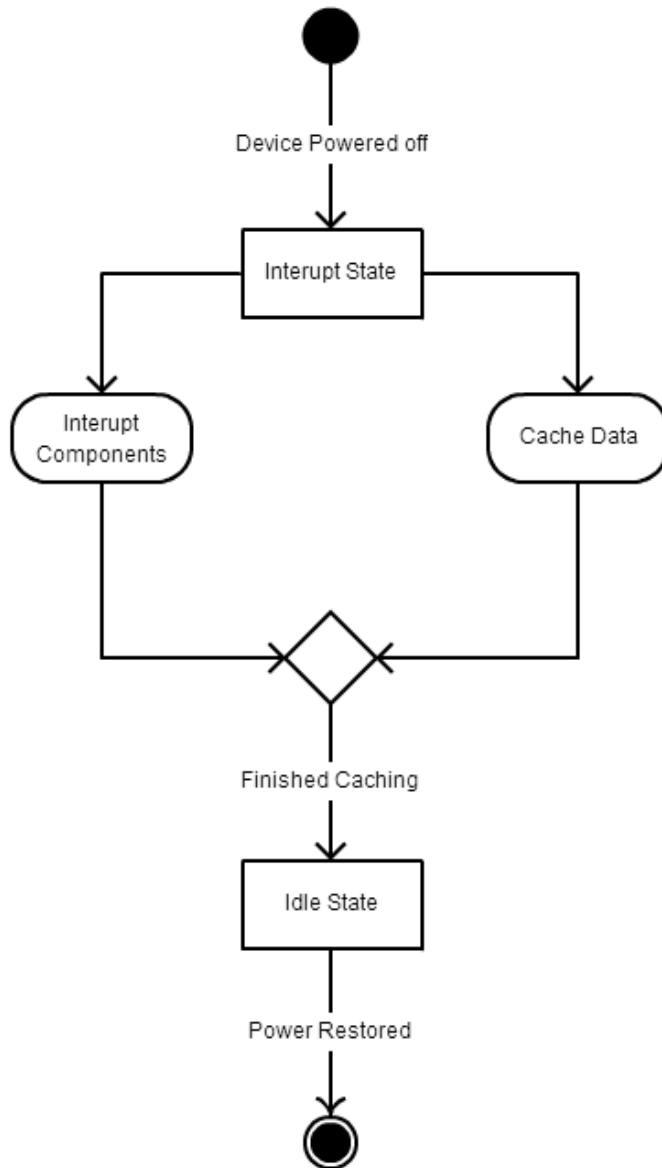 Device Powered off
Interupt State
Interupt
Components
Cache Data
Finished Caching
Idle State
Power Restored